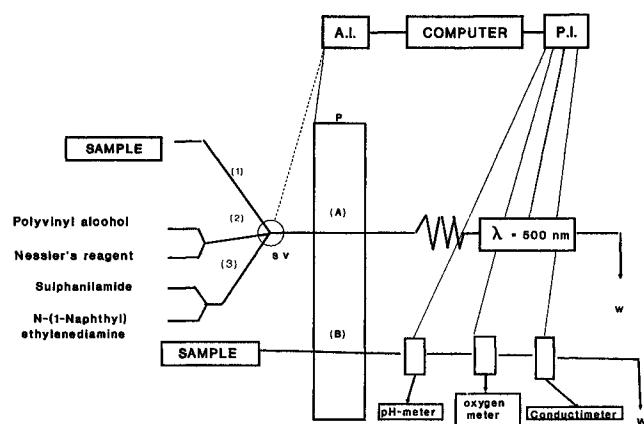 A.I.
COMPUTER
P.I.
P
SAMPLE
(1)
Polyvinyl alcohol
(2)
(A)
λ = 500 nm
Nessler's reagent
(3)
S V
Sulphanilamide
W
N-(1-Naphthyl)
ethylenediamine
(B)
SAMPLE
pH-meter
oxygen
meter
Conductimeter
W